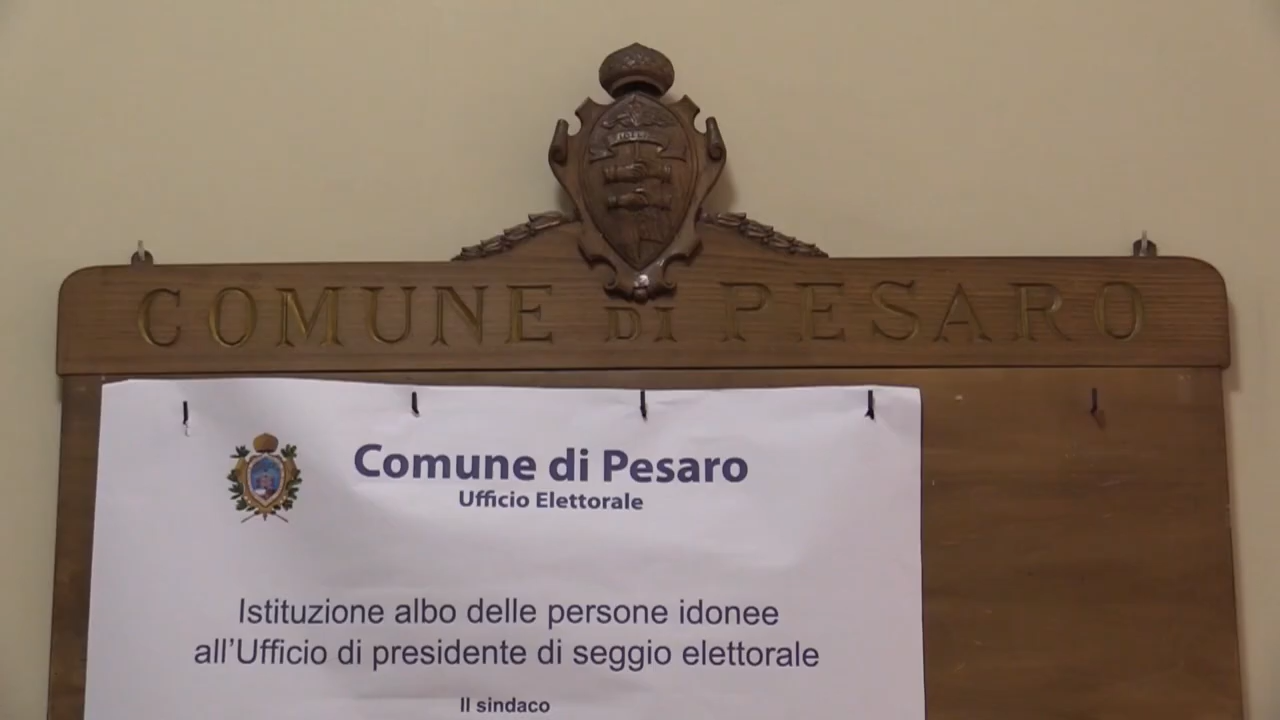 COMUNE DI PESARO
Comune di Pesaro
Ufficio Elettorale
Istituzione albo delle persone idonee
all'Ufficio di presidente di seggio elettorale
Il sindaco